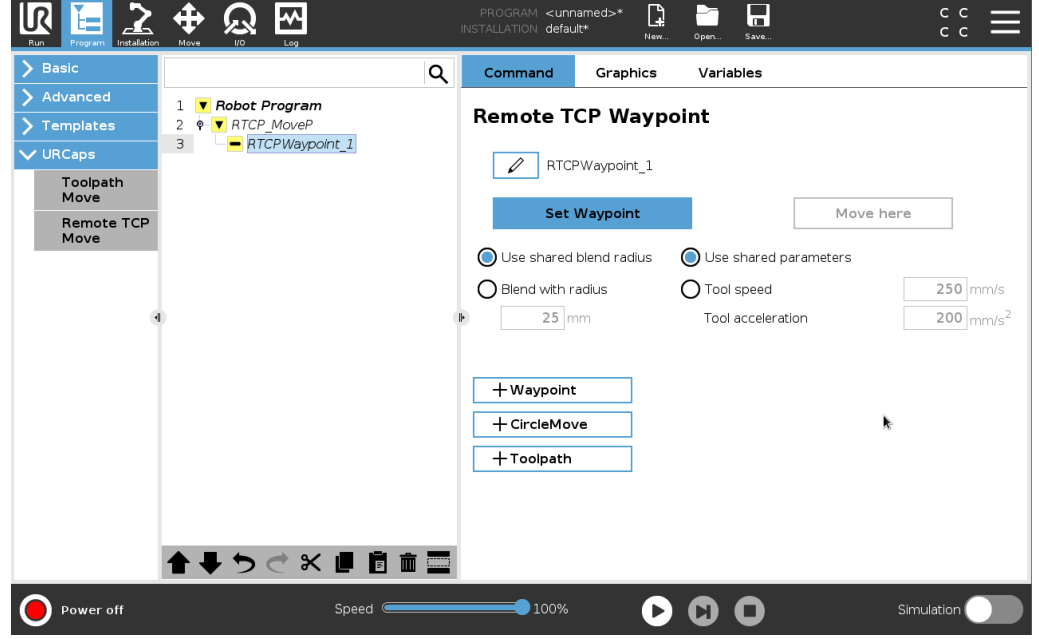 PROGRAM <unnamed>*
INSTALLATION default*
Run Program Installation Move I/O Log New... Open... Save...
C C
C C
Basic
Advanced
Templates
URCaps
Toolpath
Move
Remote TCP
Move
1 Robot Program
2 RTCP_MoveP
3 RTCPWaypoint_1
Command Graphics Variables
Remote TCP Waypoint
RTCPWaypoint_1
Set Waypoint Move here
Use shared blend radius Use shared parameters
Blend with radius Tool speed 250 mm/s
25 mm Tool acceleration 200 mm/s²
+ Waypoint
+ CircleMove
+ Toolpath
Power off Speed 100% Simulation